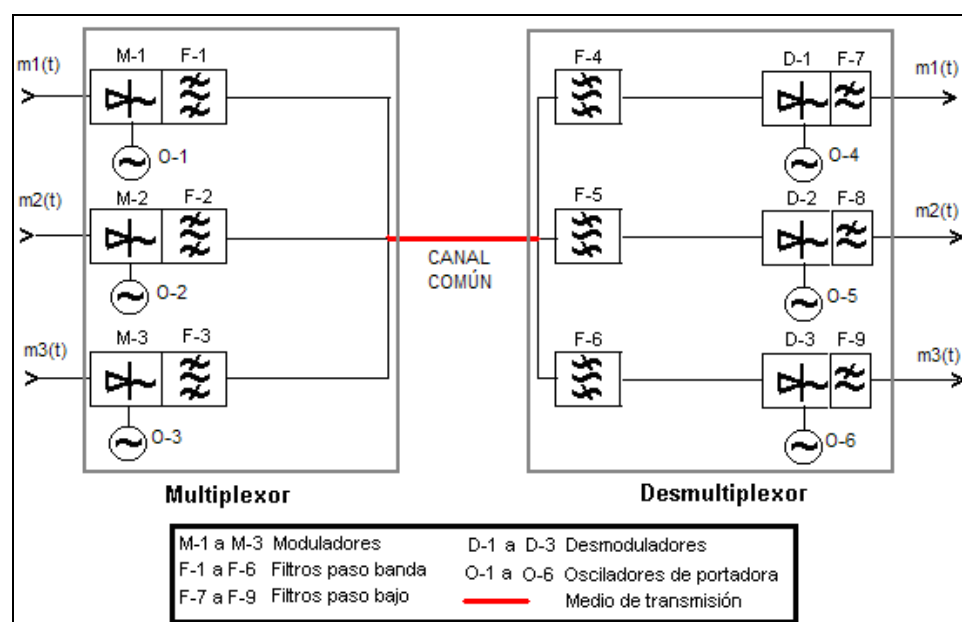 M-1 F-1
m1(t)
O-1
M-2 F-2
m2(t)
O-2
M-3 F-3
m3(t)
O-3
Multiplexor
CANAL
COMÚN
F-4
D-1 F-7
m1(t)
O-4
F-5
D-2 F-8
m2(t)
O-5
F-6
D-3 F-9
m3(t)
O-6
Desmultiplexor
M-1 a M-3 Moduladores
F-1 a F-6 Filtros paso banda
F-7 a F-9 Filtros paso bajo
D-1 a D-3 Desmoduladores
O-1 a O-6 Osciladores de portadora
Medio de transmisión